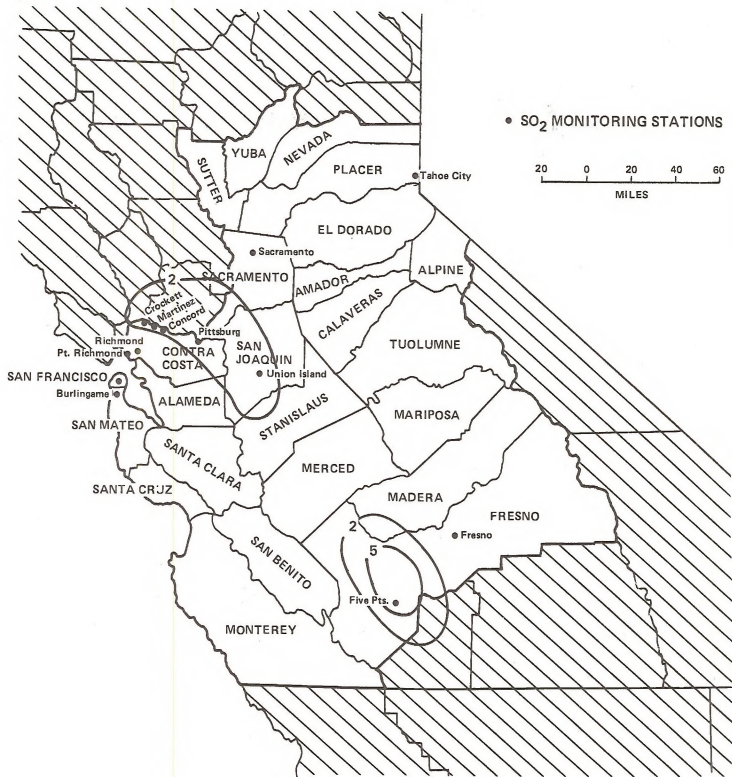 • SO2 MONITORING STATIONS
20 0 20 40 60
MILES
YUBA
NEVADA
SUTTER
PLACER
Tahoe City
EL DORADO
Sacramento
SACRAMENTO
AMADOR
ALPINE
2
Crockett
Martinez
Concord
CALAVERAS
Pittsburg
TUOLUMNE
Richmond
Pt. Richmond
CONTRA COSTA
SAN JOAQUIN
Union Island
SAN FRANCISCO
Burlingame
ALAMEDA
STANISLAUS
MARIPOSA
SAN MATEO
SANTA CLARA
MERCED
SANTA CRUZ
MADERA
FRESNO
2
Fresno
5
SAN BENITO
Five Pts.
MONTEREY